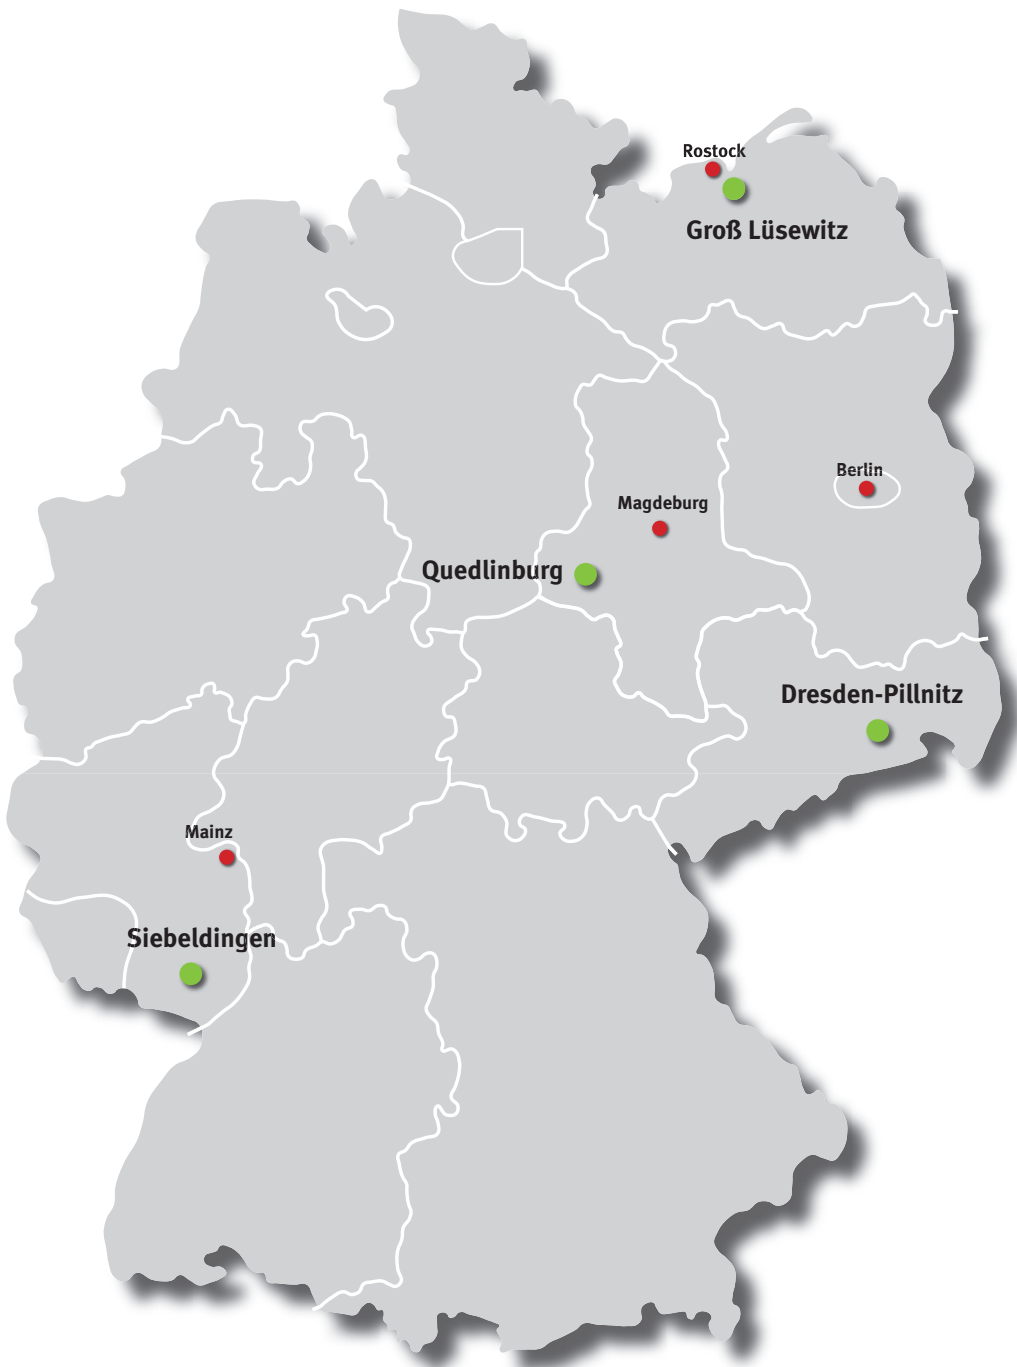 Rostock
Groß Lüsewitz
Berlin
Magdeburg
Quedlinburg
Dresden-Pillnitz
Mainz
Siebeldingen